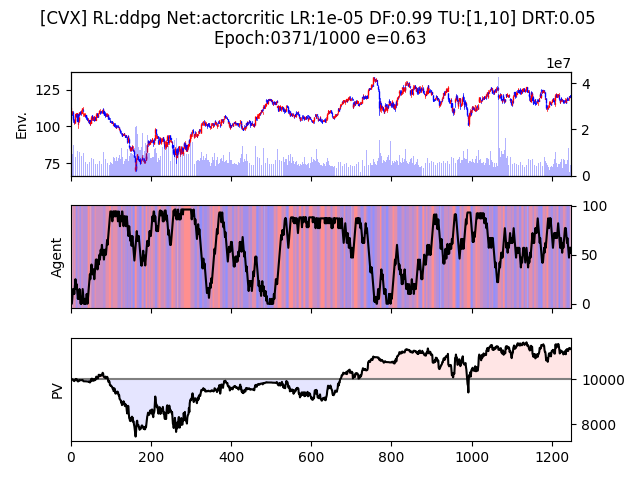 [CVX] RL:ddpg Net:actorcritic LR:1e-05 DF:0.99 TU:[1,10] DRT:0.05
Epoch:0371/1000 e=0.63
1e7
Env.
125
100
75
4
2
0
Agent
100
50
0
PV
10000
8000
0 200 400 600 800 1000 1200